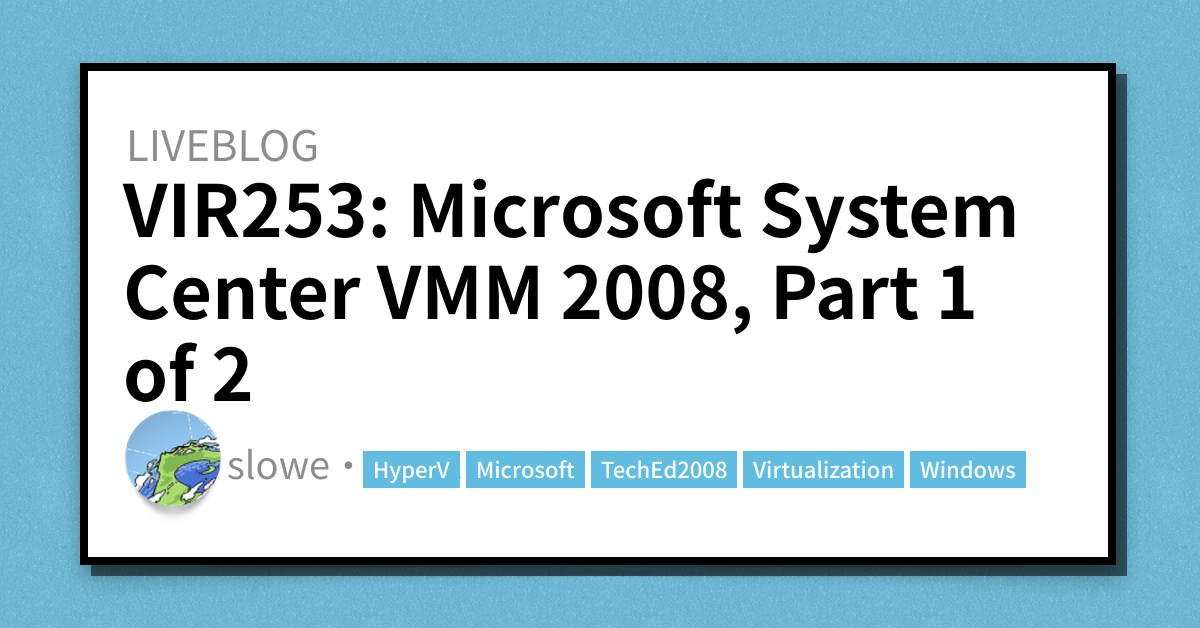 LIVEBLOG
VIR253: Microsoft System
Center VMM 2008, Part 1
of 2
slowe • HyperV Microsoft TechEd2008 Virtualization Windows